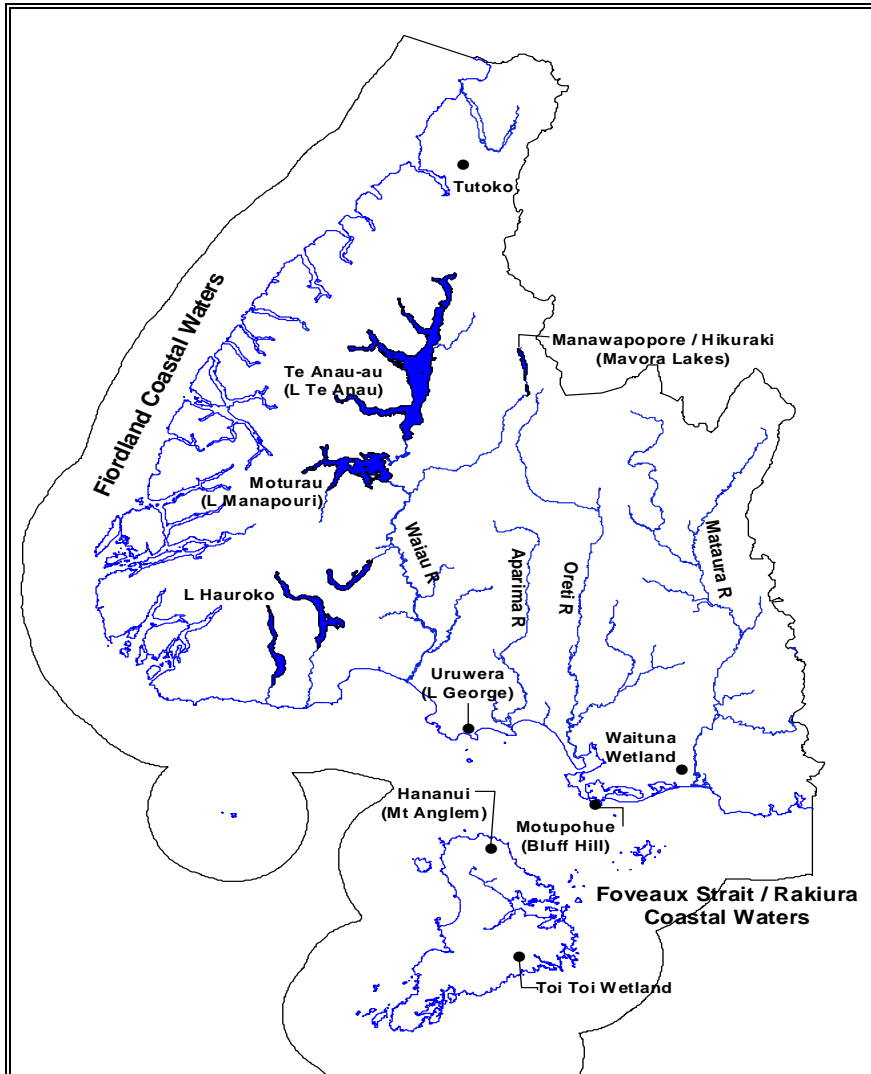 Tutoko
Fiordland Coastal Waters
Manawapopore / Hikuraki
(Mavora Lakes)
Te Anau-au
(L Te Anau)
Moturau
(L Manapouri)
Waiau R
Aparima R
Oreti R
Mataura R
L Hauroko
Uruwera
(L George)
Waituna
Wetland
Hananui
(Mt Anglem)
Motupohue
(Bluff Hill)
Foveaux Strait / Rakiura
Coastal Waters
Toi Toi Wetland